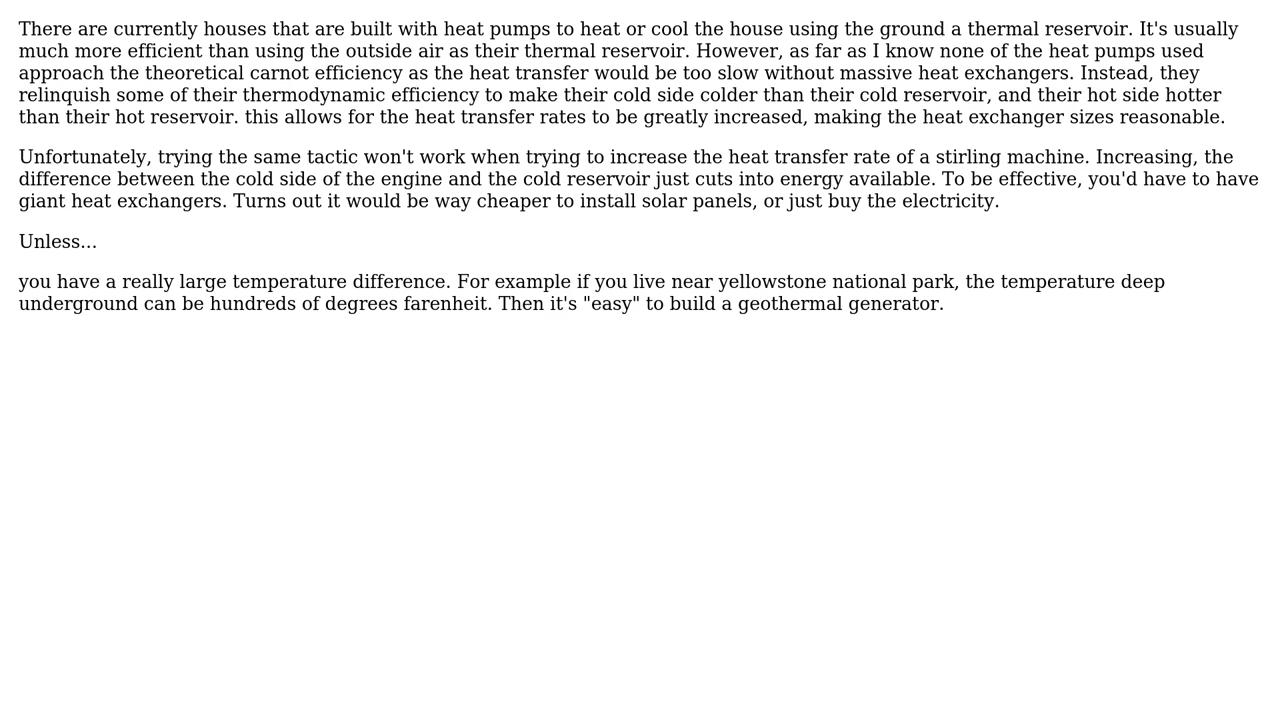 There are currently houses that are built with heat pumps to heat or cool the house using the ground a thermal reservoir. It's usually
much more efficient than using the outside air as their thermal reservoir. However, as far as I know none of the heat pumps used
approach the theoretical carnot efficiency as the heat transfer would be too slow without massive heat exchangers. Instead, they
relinquish some of their thermodynamic efficiency to make their cold side colder than their cold reservoir, and their hot side hotter
than their hot reservoir. this allows for the heat transfer rates to be greatly increased, making the heat exchanger sizes reasonable.
Unfortunately, trying the same tactic won't work when trying to increase the heat transfer rate of a stirling machine. Increasing, the
difference between the cold side of the engine and the cold reservoir just cuts into energy available. To be effective, you'd have to have
giant heat exchangers. Turns out it would be way cheaper to install solar panels, or just buy the electricity.
Unless...
you have a really large temperature difference. For example if you live near yellowstone national park, the temperature deep
underground can be hundreds of degrees farenheit. Then it's "easy" to build a geothermal generator.